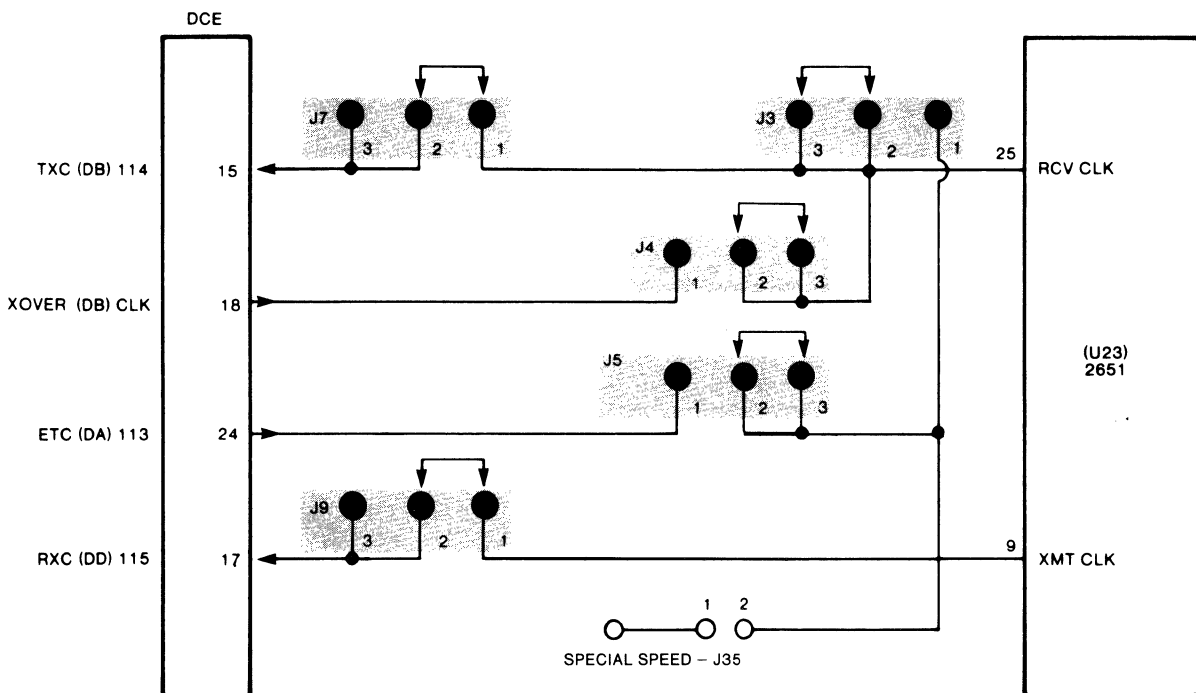 DCE
J7 3 2 1
J3 3 2 1
TXC (DB) 114 15
25 RCV CLK
J4 1 2 3
XOVER (DB) CLK 18
J5 1 2 3
(U23)
2651
ETC (DA) 113 24
J9 3 2 1
RXC (DD) 115 17
9 XMT CLK
1 2
SPECIAL SPEED – J35